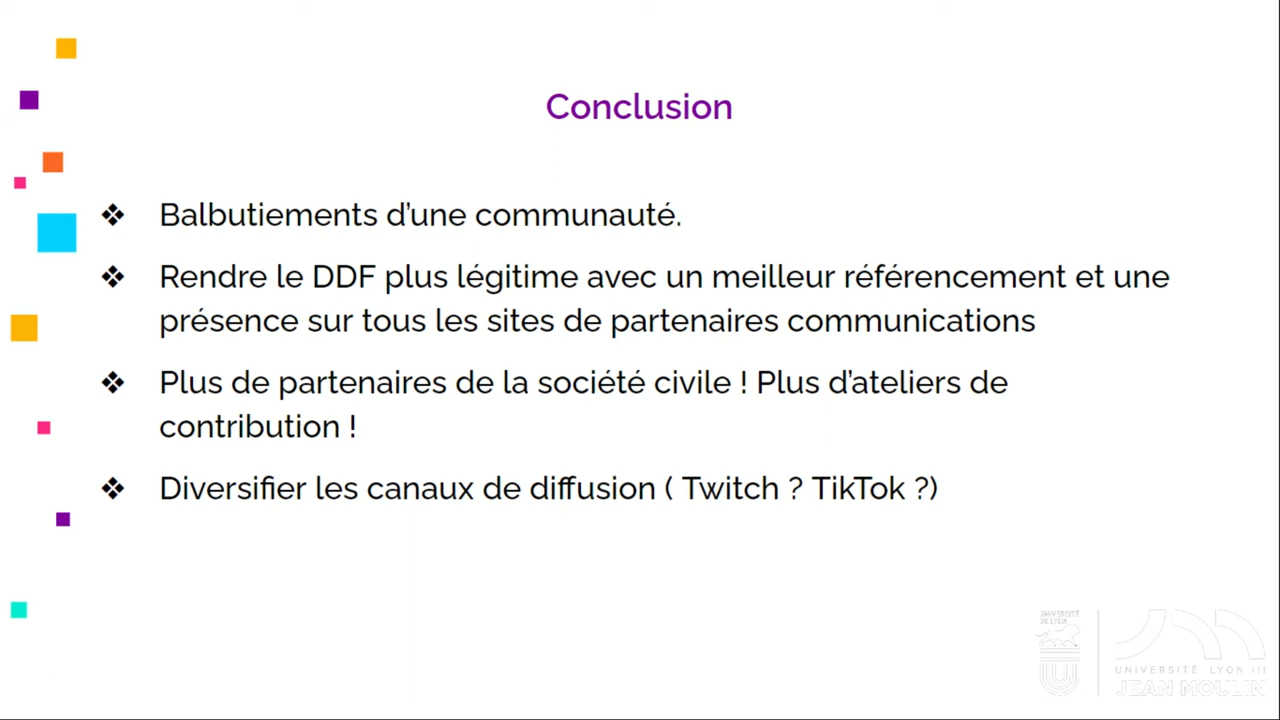 Conclusion
❖ Balbutiements d'une communauté.
❖ Rendre le DDF plus légitime avec un meilleur référencement et une
présence sur tous les sites de partenaires communications
❖ Plus de partenaires de la société civile ! Plus d'ateliers de
contribution !
❖ Diversifier les canaux de diffusion ( Twitch ? TikTok ?)
UNIVERSITÉ
DE LYON
UNIVERSITÉ LYON III
JEAN MOULIN